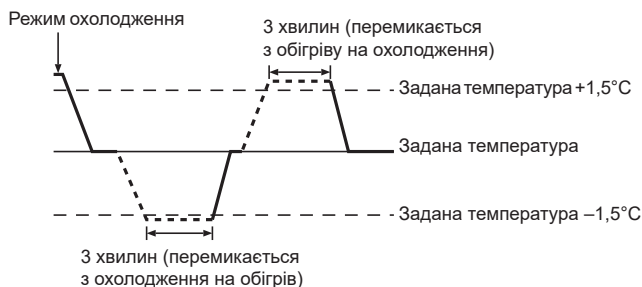 Режим охолодження
3 хвилин (перемикається
з обігріву на охолодження)
Задана температура +1,5°C
Задана температура
Задана температура –1,5°C
3 хвилин (перемикається
з охолодження на обігрів)